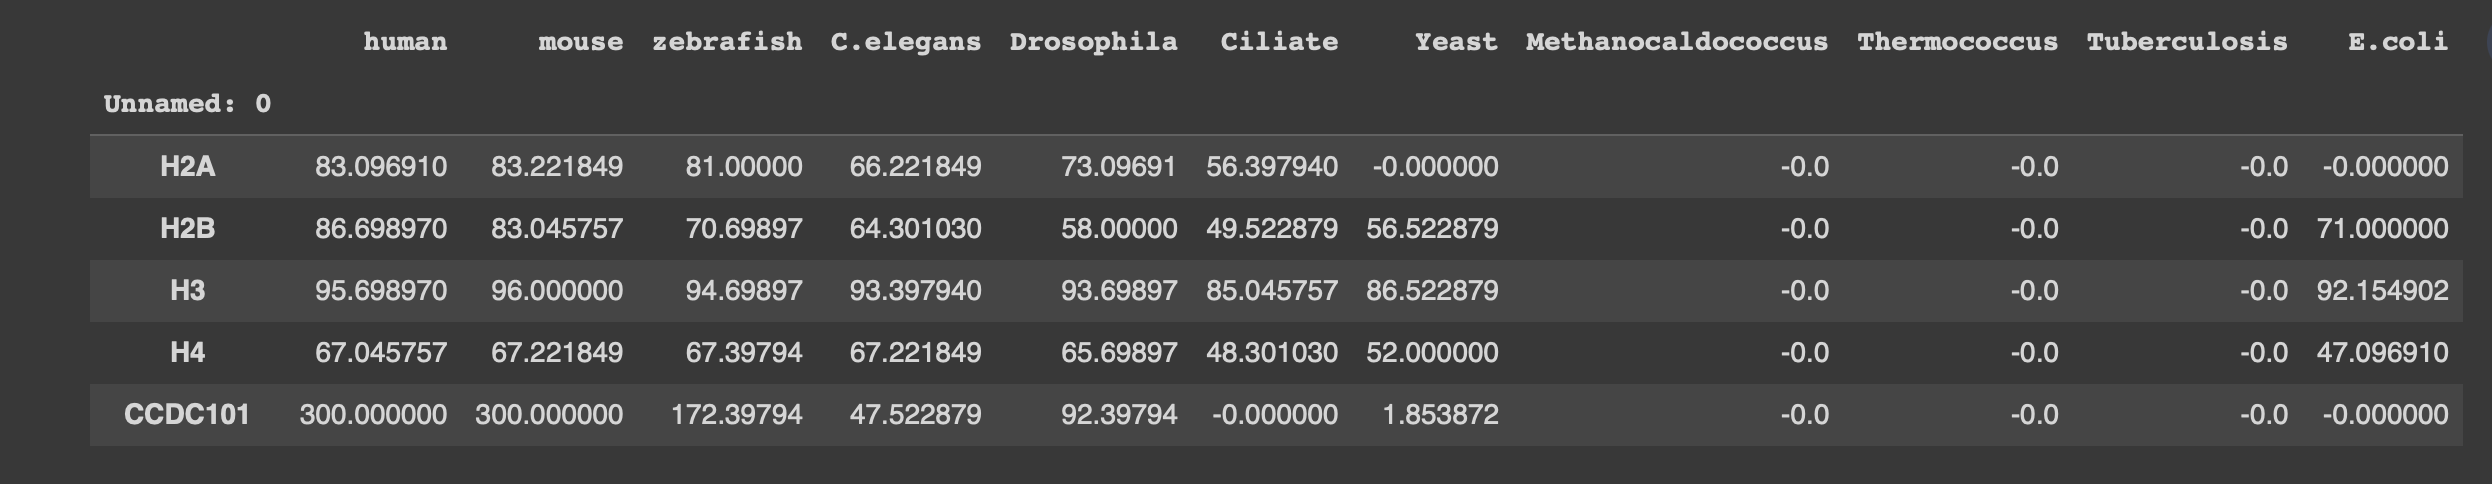 human mouse zebrafish C.elegans Drosophila Ciliate Yeast Methanocaldococcus Thermococcus Tuberculosis E.coli
Unnamed: 0
H2A 83.096910 83.221849 81.00000 66.221849 73.09691 56.397940 -0.000000 -0.0 -0.0 -0.0 -0.000000
H2B 86.698970 83.045757 70.69897 64.301030 58.00000 49.522879 56.522879 -0.0 -0.0 -0.0 71.000000
H3 95.698970 96.000000 94.69897 93.397940 93.69897 85.045757 86.522879 -0.0 -0.0 -0.0 92.154902
H4 67.045757 67.221849 67.39794 67.221849 65.69897 48.301030 52.000000 -0.0 -0.0 -0.0 47.096910
CCDC101 300.000000 300.000000 172.39794 47.522879 92.39794 -0.000000 1.853872 -0.0 -0.0 -0.0 -0.000000